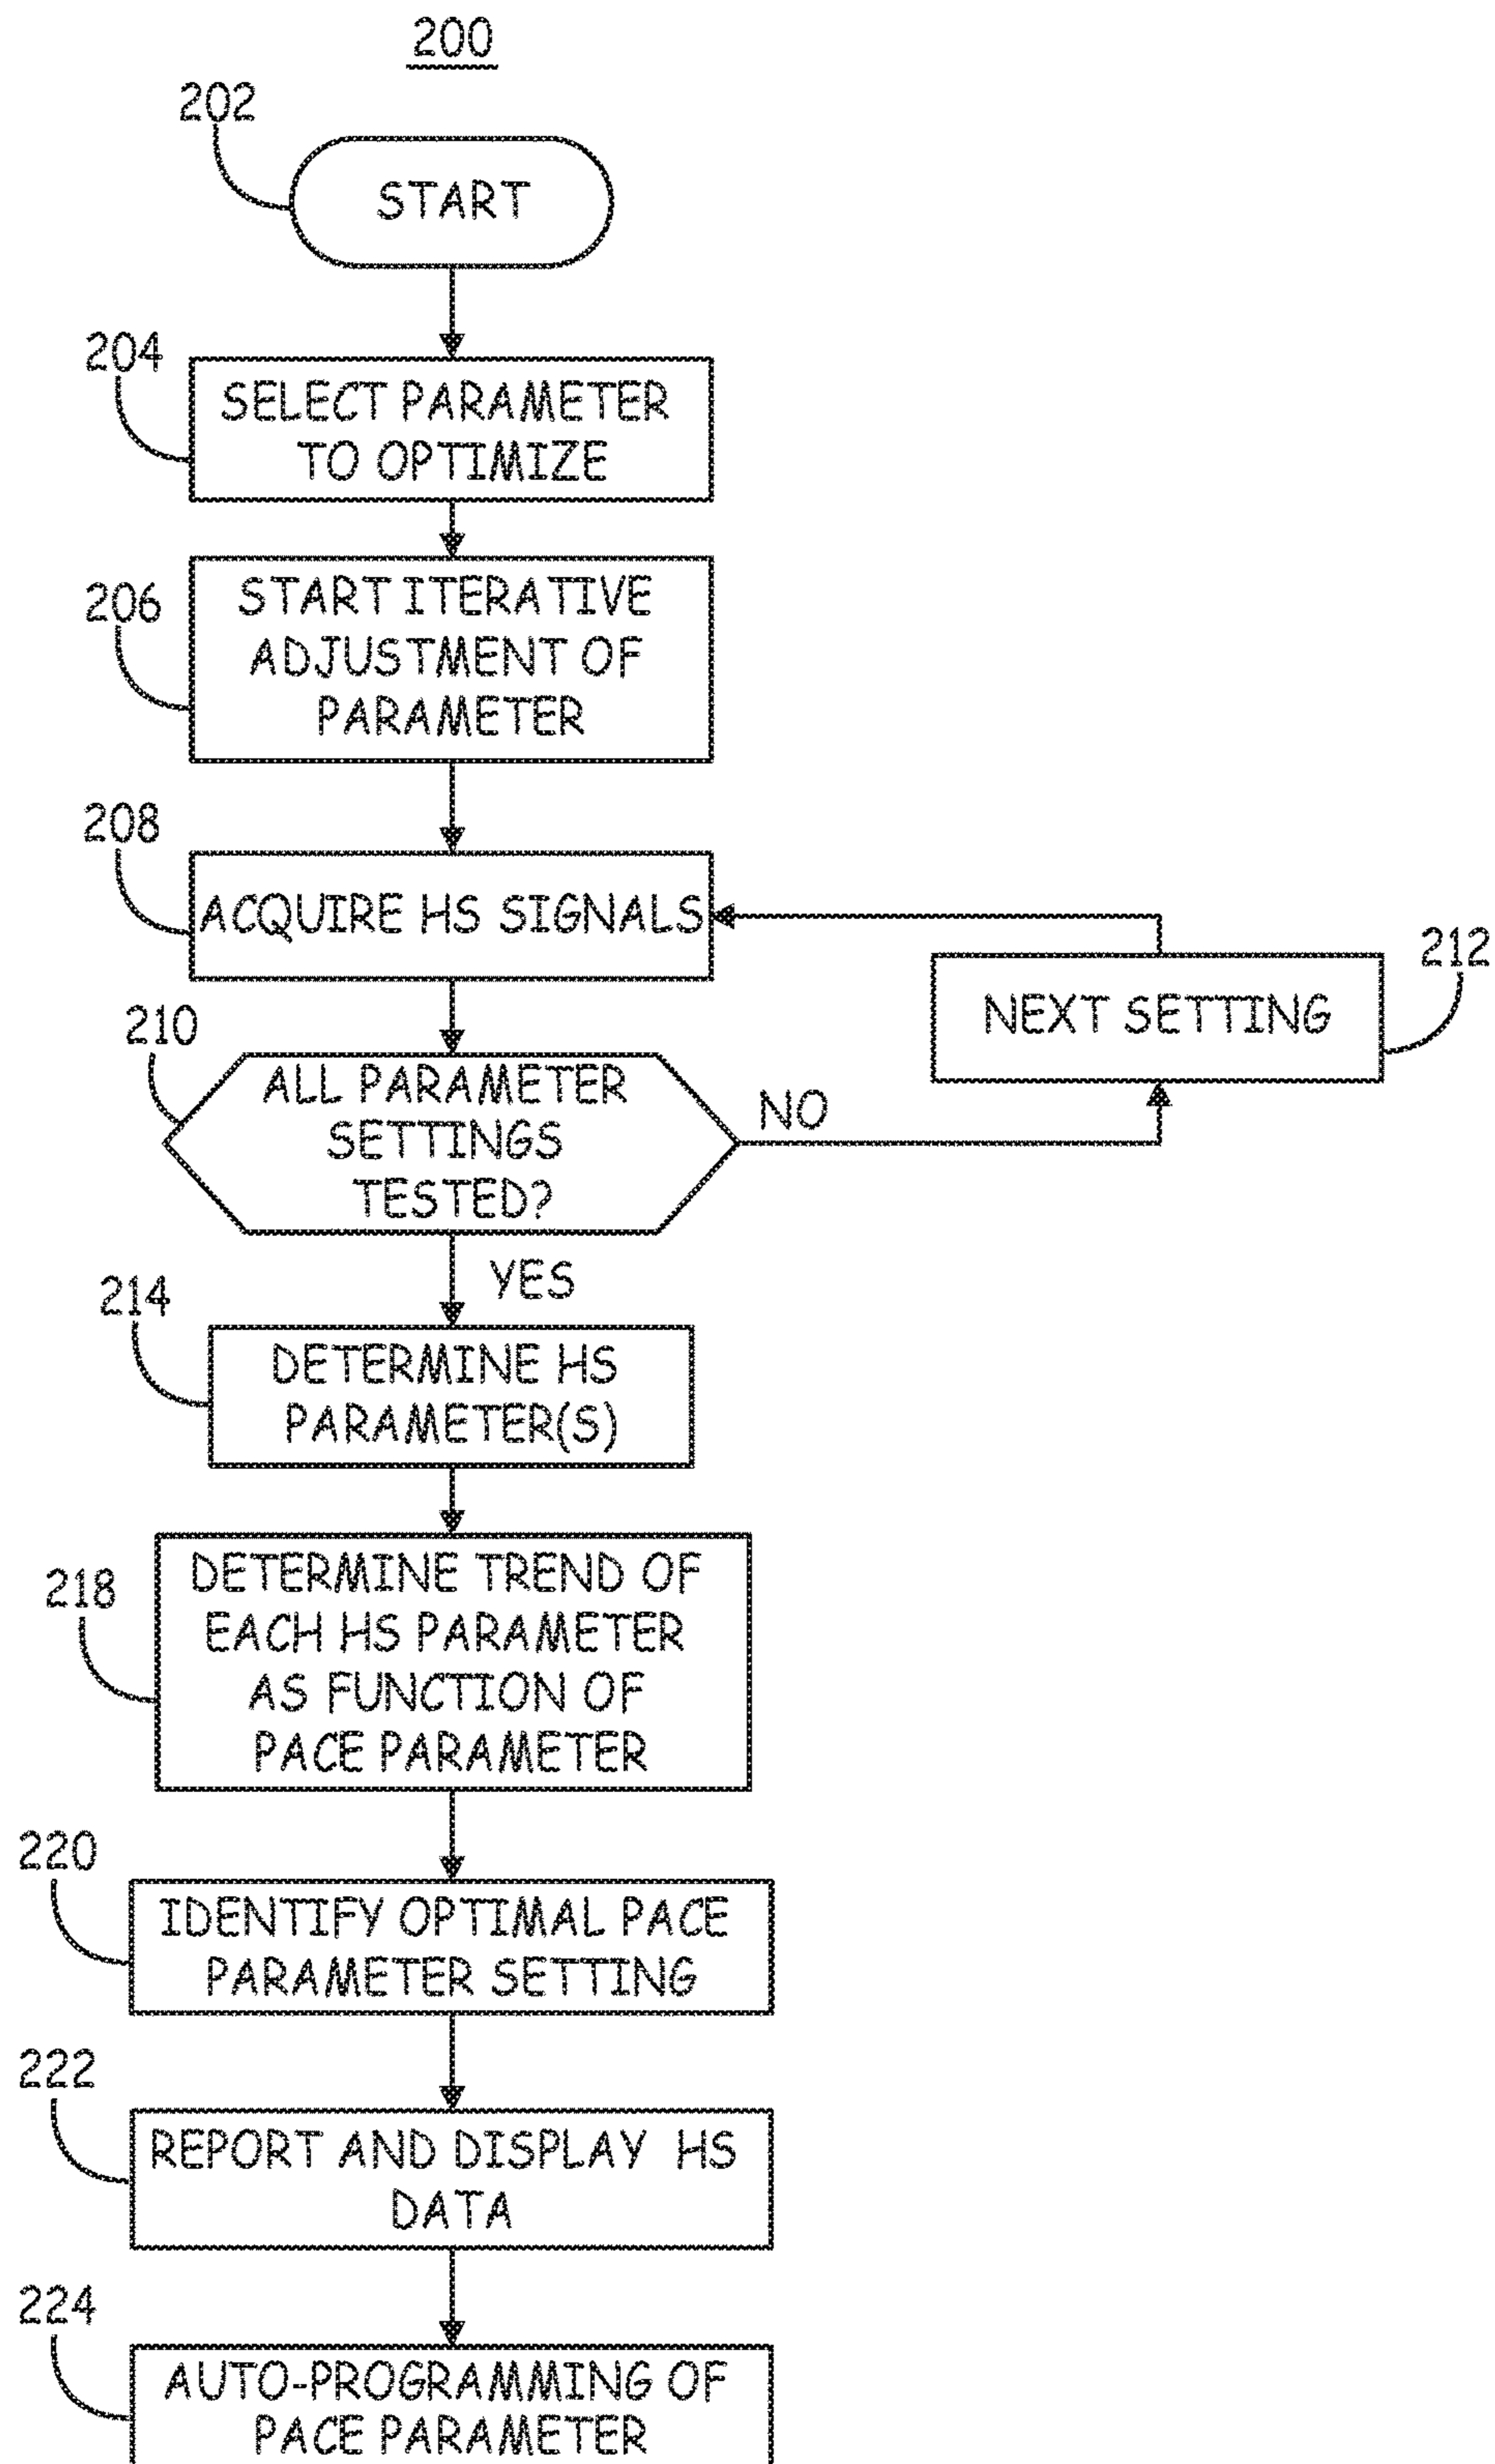 200
202
START
204
SELECT PARAMETER
TO OPTIMIZE
206
START ITERATIVE
ADJUSTMENT OF
PARAMETER
208
ACQUIRE HS SIGNALS
212
NEXT SETTING
210
ALL PARAMETER
SETTINGS
TESTED?
NO
YES
214
DETERMINE HS
PARAMETER(S)
218
DETERMINE TREND OF
EACH HS PARAMETER
AS FUNCTION OF
PACE PARAMETER
220
IDENTIFY OPTIMAL PACE
PARAMETER SETTING
222
REPORT AND DISPLAY HS
DATA
224
AUTO-PROGRAMMING OF
PACE PARAMETER